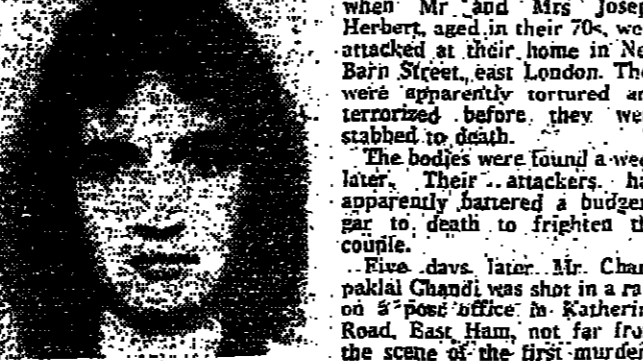 when Mr and Mrs Josep
Herbert, aged in their 70s, we
attacked at their home in Ne
Barn Street, east London. The
were apparently tortured an
terrorized before they we
stabbed to death.
The bodies were found a wee
later. Their attackers ha
apparently battered a budger
gar to death to frighten th
couple.
Five days later Mr. Cham
paklal Ghandi was shot in a ra
on a post office in Katherin
Road, East Ham, not far fro
the scene of the first murder